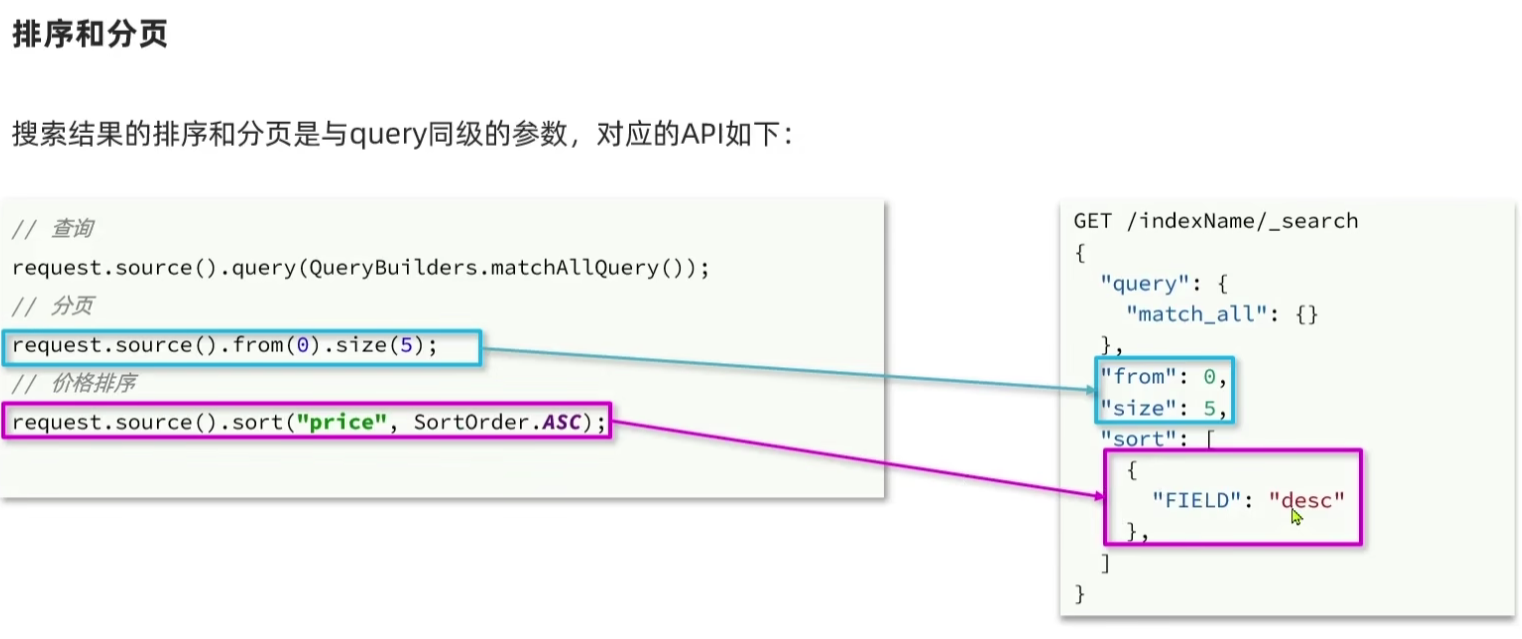 排序和分页
搜索结果的排序和分页是与query同级的参数，对应的API如下：
// 查询
request.source().query(QueryBuilders.matchAllQuery());
// 分页
request.source().from(0).size(5);
// 价格排序
request.source().sort("price", SortOrder.ASC);
GET /indexName/_search
{
  "query": {
    "match_all": {}
  },
  "from": 0,
  "size": 5,
  "sort": [
    {
      "FIELD": "desc"
    },
  ]
}